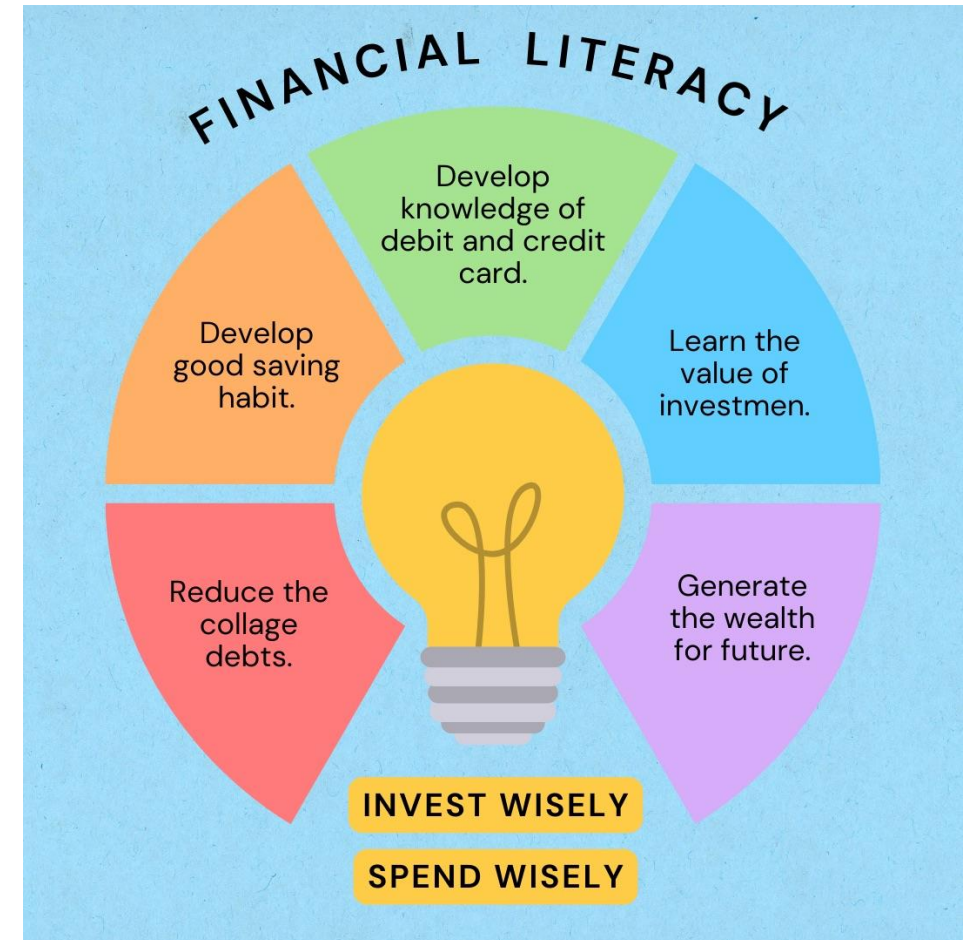 FINANCIAL LITERACY
Develop
knowledge of
debit and credit
card.
Develop
good saving
habit.
Learn the
value of
investmen.
Reduce the
collage
debts.
Generate
the wealth
for future.
INVEST WISELY
SPEND WISELY